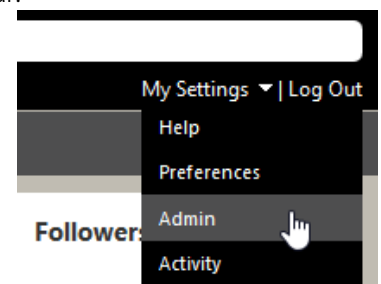 My Settings ▼ | Log Out
Help
Preferences
Admin
Followers
Activity